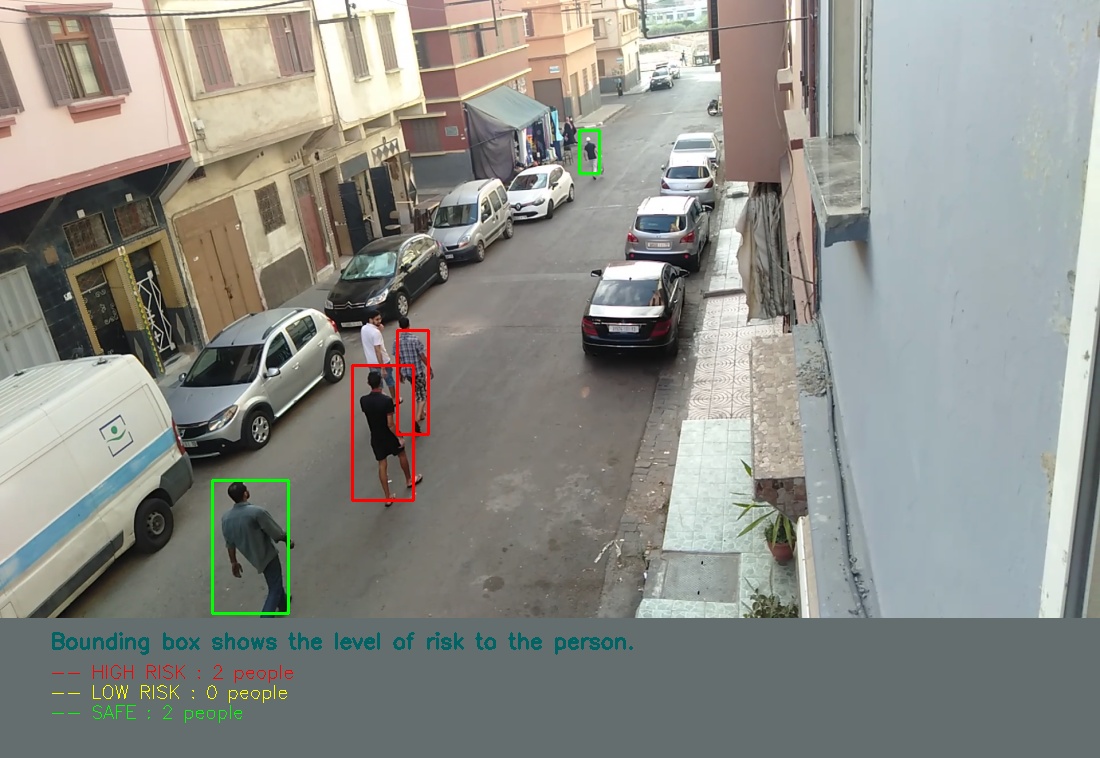 Bounding box shows the level of risk to the person.
-- HIGH RISK : 2 people
-- LOW RISK : 0 people
-- SAFE : 2 people